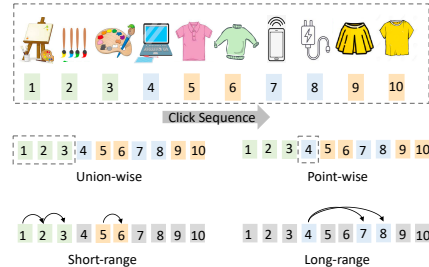 1 2 3 4 5 6 7 8 9 10
Click Sequence
1 2 3 4 5 6 7 8 9 10 1 2 3 4 5 6 7 8 9 10
Union-wise Point-wise
1 2 3 4 5 6 7 8 9 10 1 2 3 4 5 6 7 8 9 10
Short-range Long-range